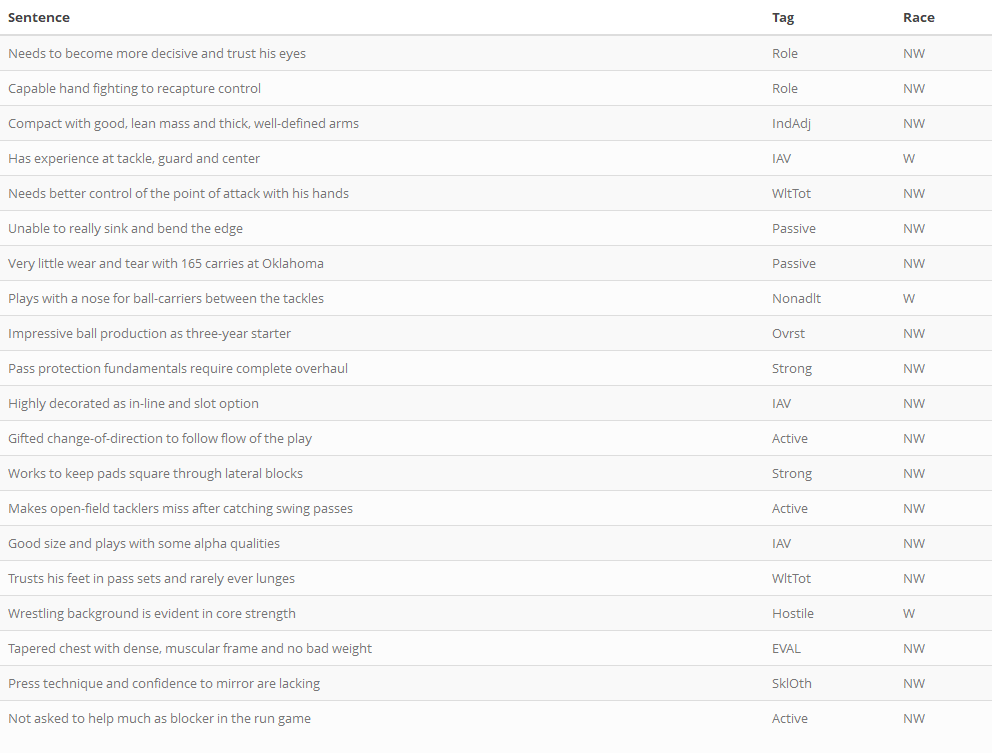 Sentence Tag Race
Needs to become more decisive and trust his eyes Role NW
Capable hand fighting to recapture control Role NW
Compact with good, lean mass and thick, well-defined arms IndAdj NW
Has experience at tackle, guard and center IAV W
Needs better control of the point of attack with his hands WltTot NW
Unable to really sink and bend the edge Passive NW
Very little wear and tear with 165 carries at Oklahoma Passive NW
Plays with a nose for ball-carriers between the tackles Nonadlt W
Impressive ball production as three-year starter Ovrst NW
Pass protection fundamentals require complete overhaul Strong NW
Highly decorated as in-line and slot option IAV NW
Gifted change-of-direction to follow flow of the play Active NW
Works to keep pads square through lateral blocks Strong NW
Makes open-field tacklers miss after catching swing passes Active NW
Good size and plays with some alpha qualities IAV NW
Trusts his feet in pass sets and rarely ever lunges WltTot NW
Wrestling background is evident in core strength Hostile W
Tapered chest with dense, muscular frame and no bad weight EVAL NW
Press technique and confidence to mirror are lacking SklOth NW
Not asked to help much as blocker in the run game Active NW